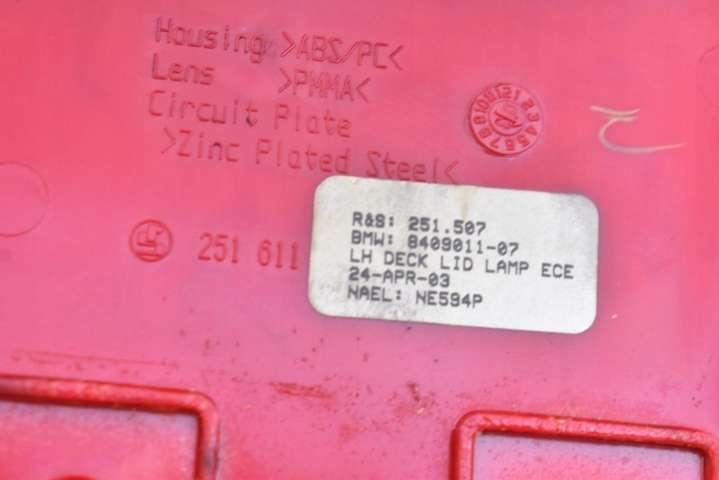 Housing >ABS/PC<
Lens >PMMA<
Circuit Plate
>Zinc Plated Steel<
251 611
R&S: 251.507
BMW: 8409011-07
LH DECK LID LAMP ECE
24-APR-03
NAEL: NE594P